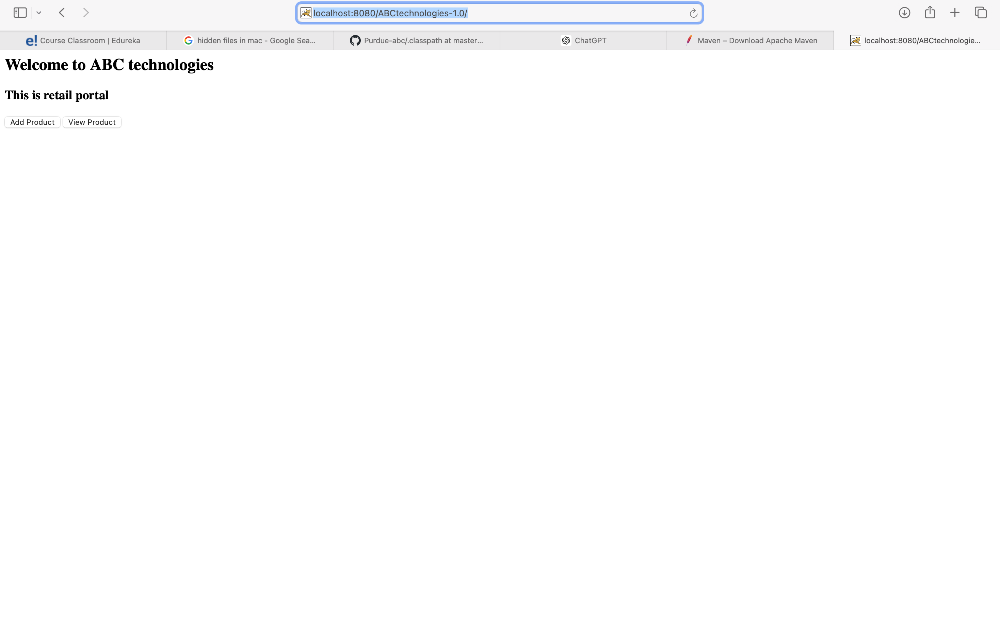 localhost:8080/ABCtechnologies-1.0/
e! Course Classroom | Edureka
hidden files in mac - Google Sea...
Purdue-abc/.classpath at master...
ChatGPT
Maven – Download Apache Maven
localhost:8080/ABCtechnologie...
Welcome to ABC technologies
This is retail portal
Add Product View Product